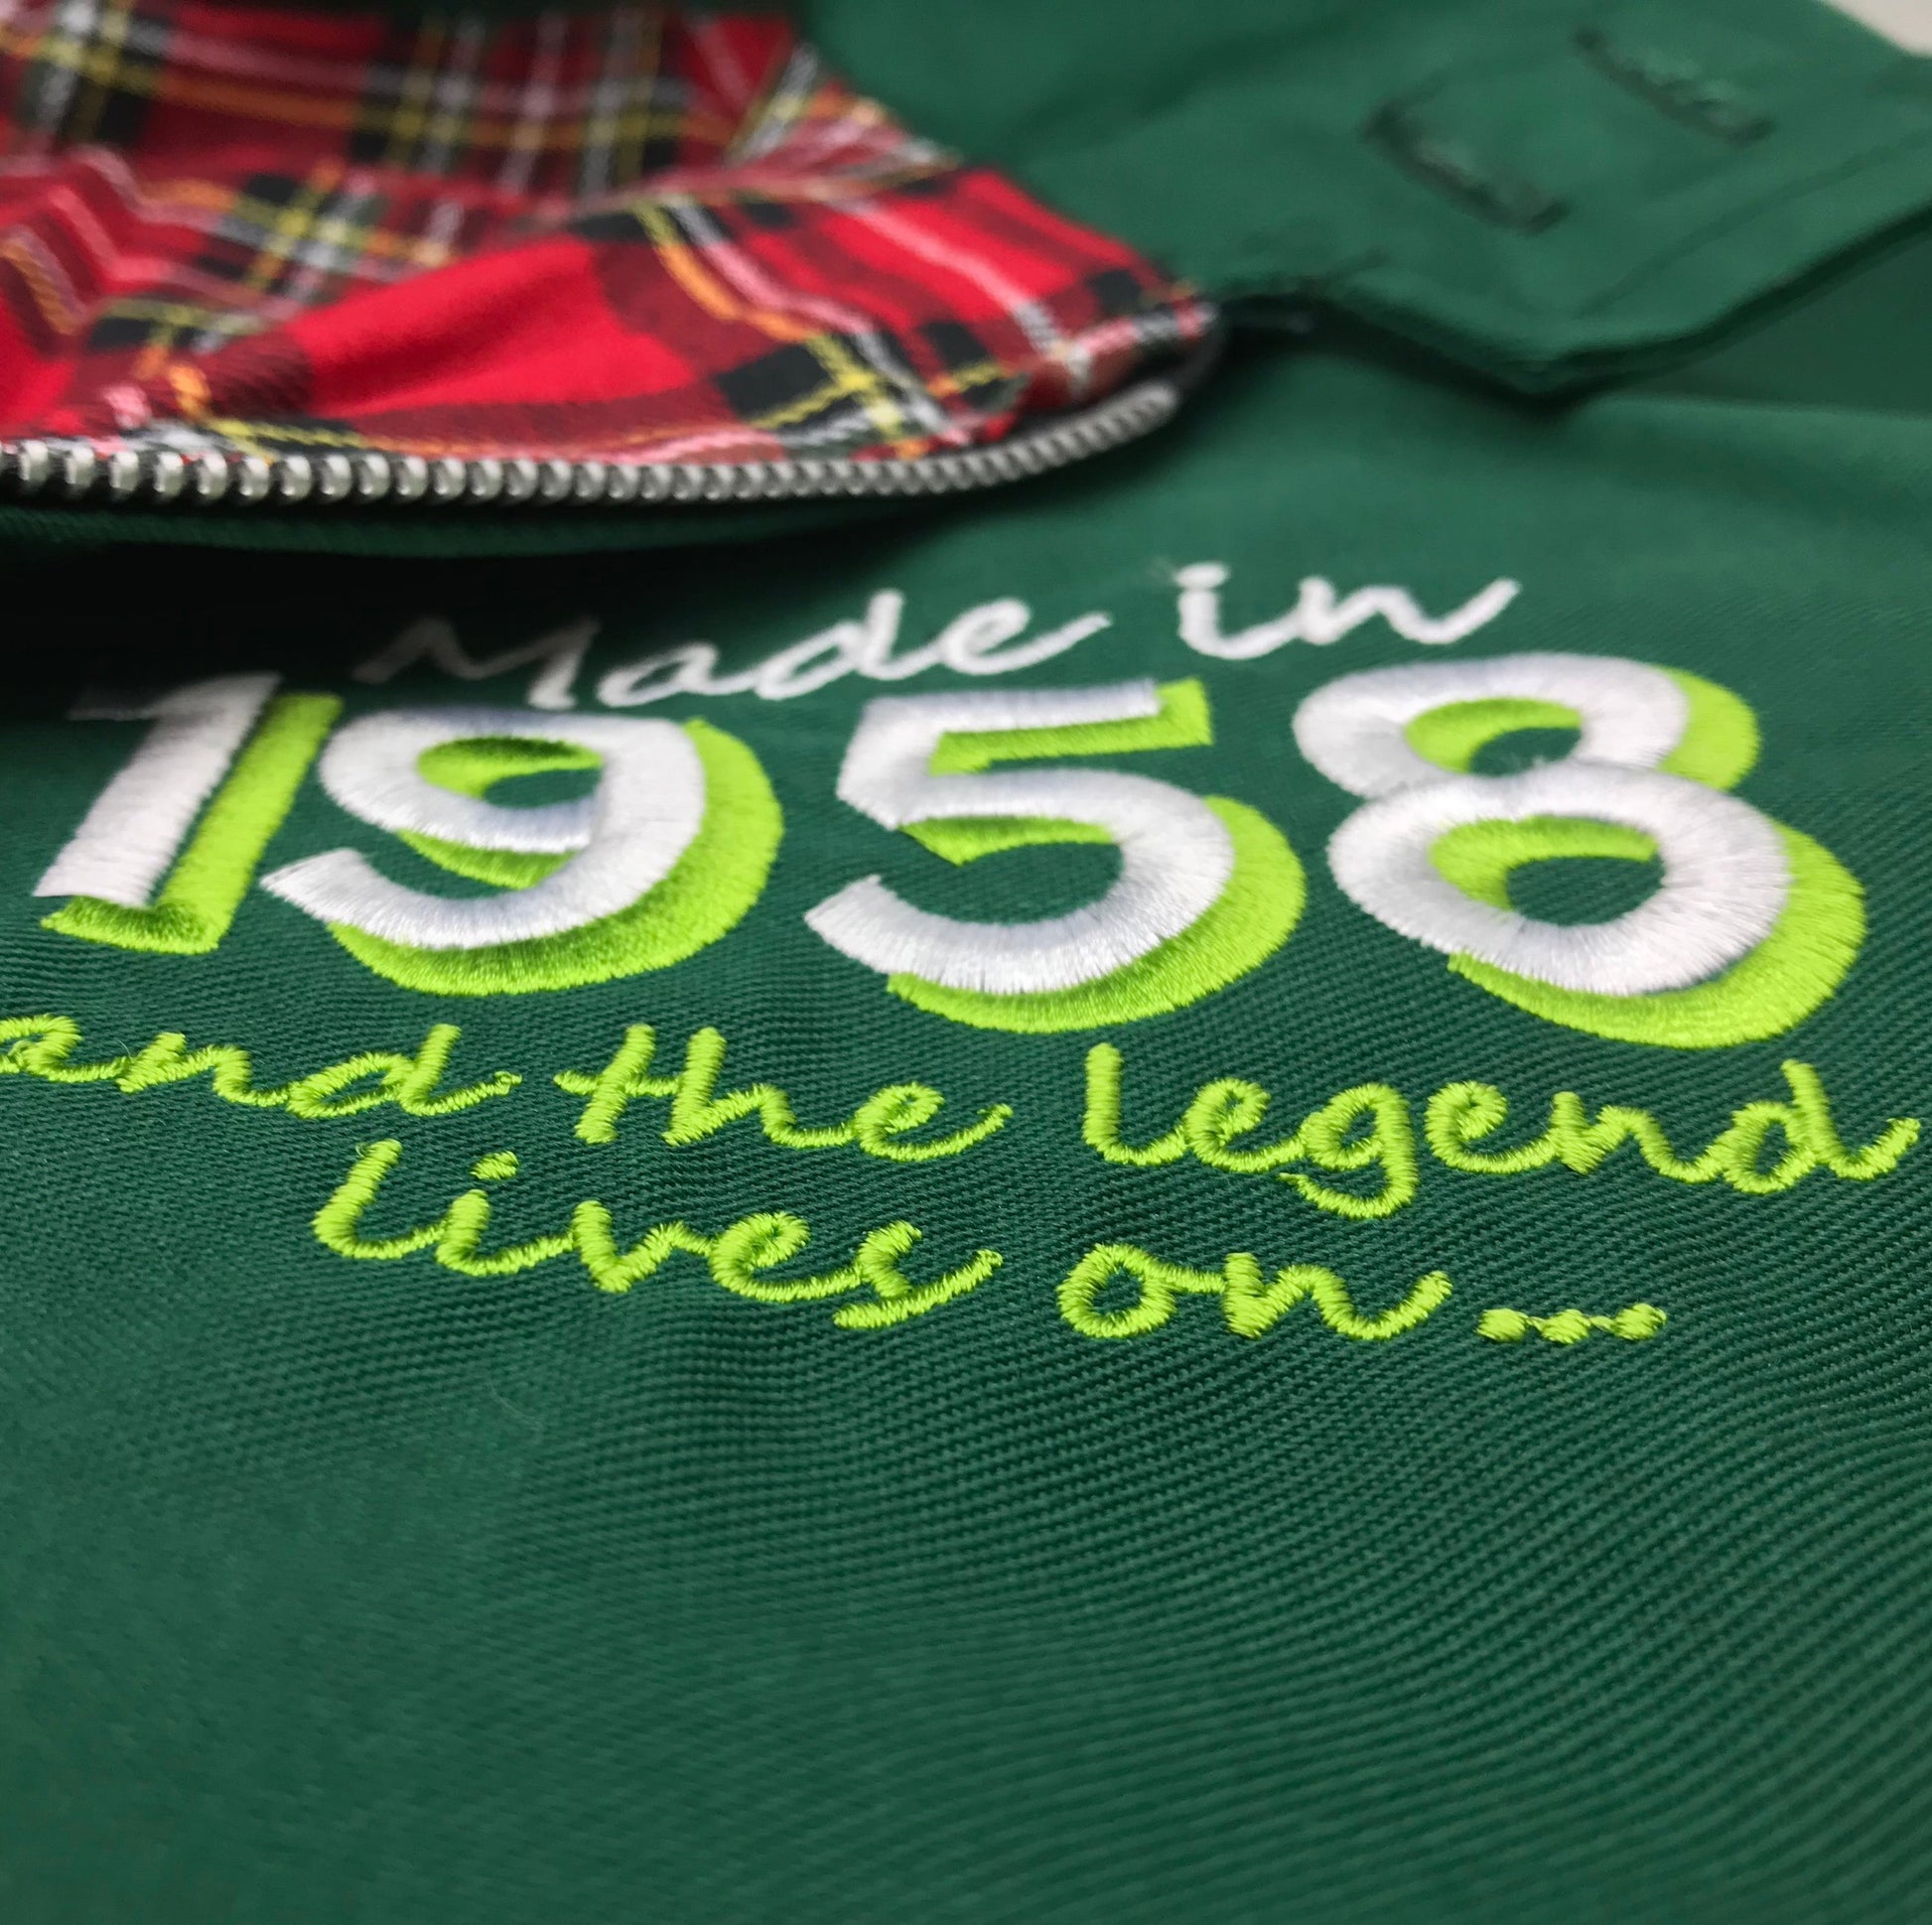 Made in
1958
and the legend
lives on...